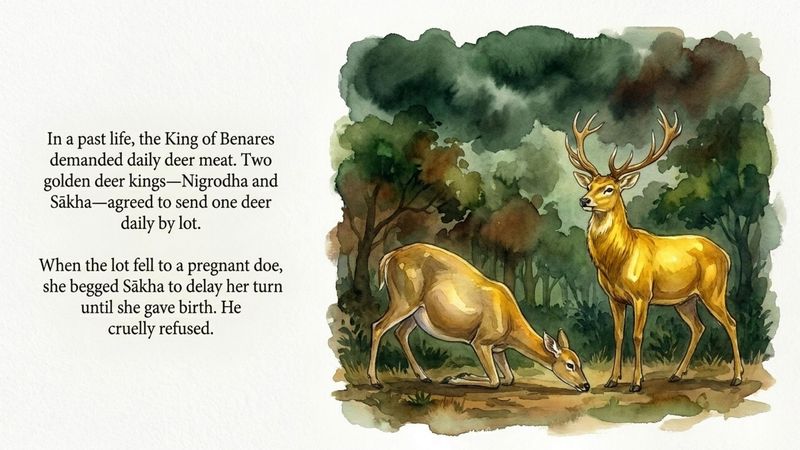 In a past life, the King of Benares
demanded daily deer meat. Two
golden deer kings—Nigrodha and
Sākha—agreed to send one deer
daily by lot.
When the lot fell to a pregnant doe,
she begged Sākha to delay her turn
until she gave birth. He
cruelly refused.